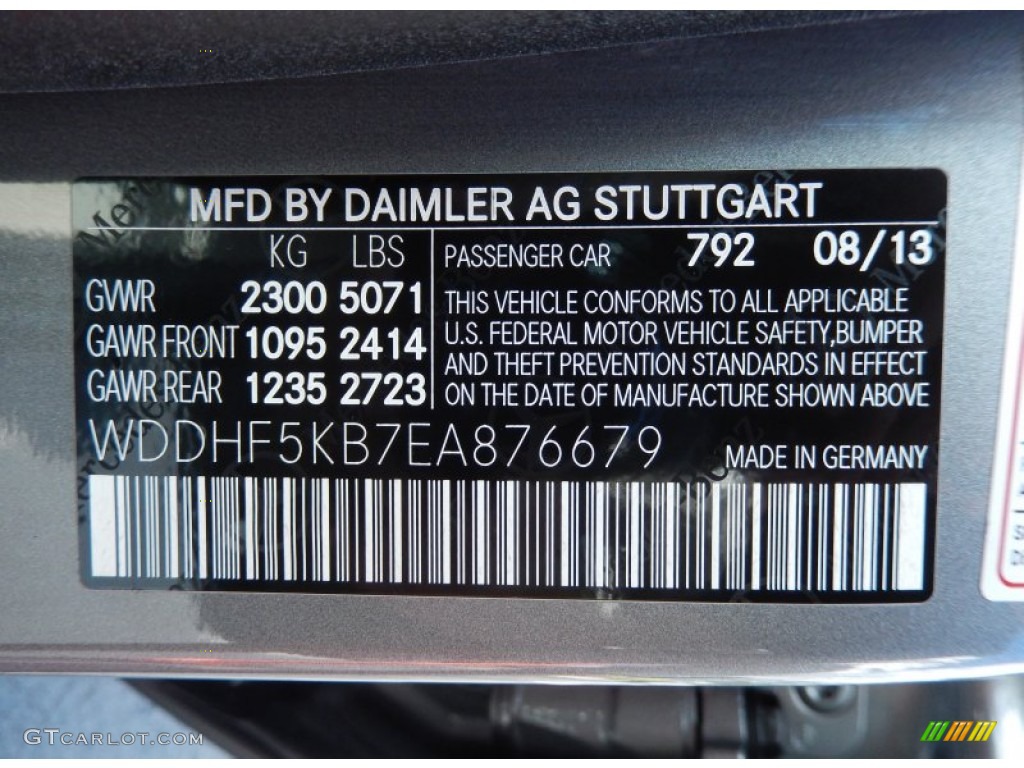 MFD BY DAIMLER AG STUTTGART
KG LBS
GVWR 2300 5071
GAWR FRONT 1095 2414
GAWR REAR 1235 2723
PASSENGER CAR 792 08/13
THIS VEHICLE CONFORMS TO ALL APPLICABLE
U.S. FEDERAL MOTOR VEHICLE SAFETY,BUMPER
AND THEFT PREVENTION STANDARDS IN EFFECT
ON THE DATE OF MANUFACTURE SHOWN ABOVE
WDDHF5KB7EA876679 MADE IN GERMANY
GTCARLOT.COM